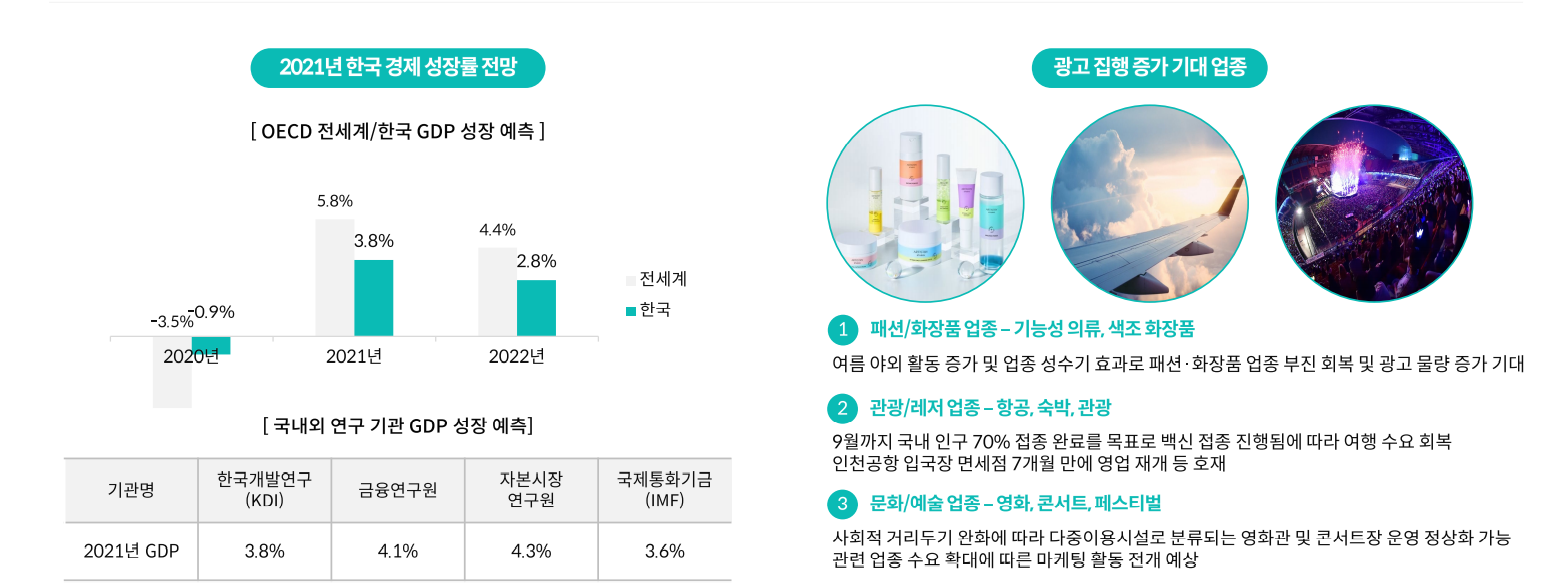 2021년 한국 경제 성장률 전망
[ OECD 전세계/한국 GDP 성장 예측 ]
5.8%
3.8%
4.4%
2.8%
-3.5%
-0.9%
전세계
한국
2020년
2021년
2022년
[ 국내외 연구 기관 GDP 성장 예측]
기관명
한국개발연구
(KDI)
금융연구원
자본시장
연구원
국제통화기금
(IMF)
2021년 GDP
3.8%
4.1%
4.3%
3.6%
광고 집행 증가 기대 업종
1 패션/화장품 업종 – 기능성 의류, 색조 화장품
여름 야외 활동 증가 및 업종 성수기 효과로 패션·화장품 업종 부진 회복 및 광고 물량 증가 기대
2 관광/레저 업종 – 항공, 숙박, 관광
9월까지 국내 인구 70% 접종 완료를 목표로 백신 접종 진행됨에 따라 여행 수요 회복
인천공항 입국장 면세점 7개월 만에 영업 재개 등 호재
3 문화/예술 업종 – 영화, 콘서트, 페스티벌
사회적 거리두기 완화에 따라 다중이용시설로 분류되는 영화관 및 콘서트장 운영 정상화 가능
관련 업종 수요 확대에 따른 마케팅 활동 전개 예상